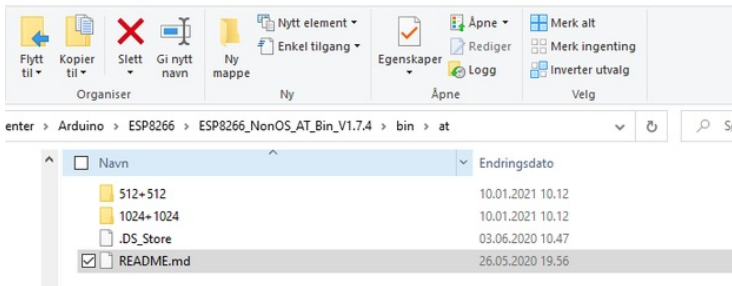 Flytt til
Kopier til
Slett
Gi nytt navn
Organiser
Ny mappe
Nytt element
Enkel tilgang
Ny
Egenskaper
Åpne
Rediger
Logg
Åpne
Merk alt
Merk ingenting
Inverter utvalg
Velg
enter > Arduino > ESP8266 > ESP8266_NonOS_AT_Bin_V1.7.4 > bin > at
Navn Endringsdato
512+512 10.01.2021 10.12
1024+1024 10.01.2021 10.12
.DS_Store 03.06.2020 10.47
README.md 26.05.2020 19.56